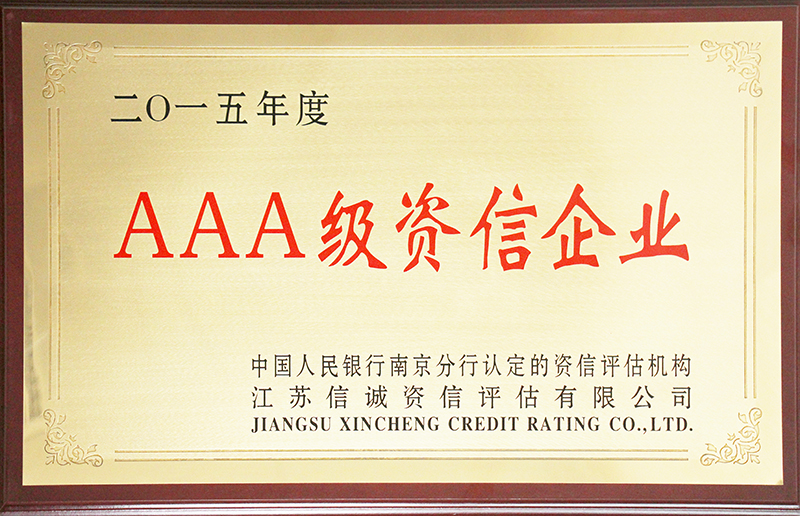 二〇一五年度
AAA级资信企业
中国人民银行南京分行认定的资信评估机构
江苏信诚资信评估有限公司
JIANGSU XINCHENG CREDIT RATING CO.,LTD.